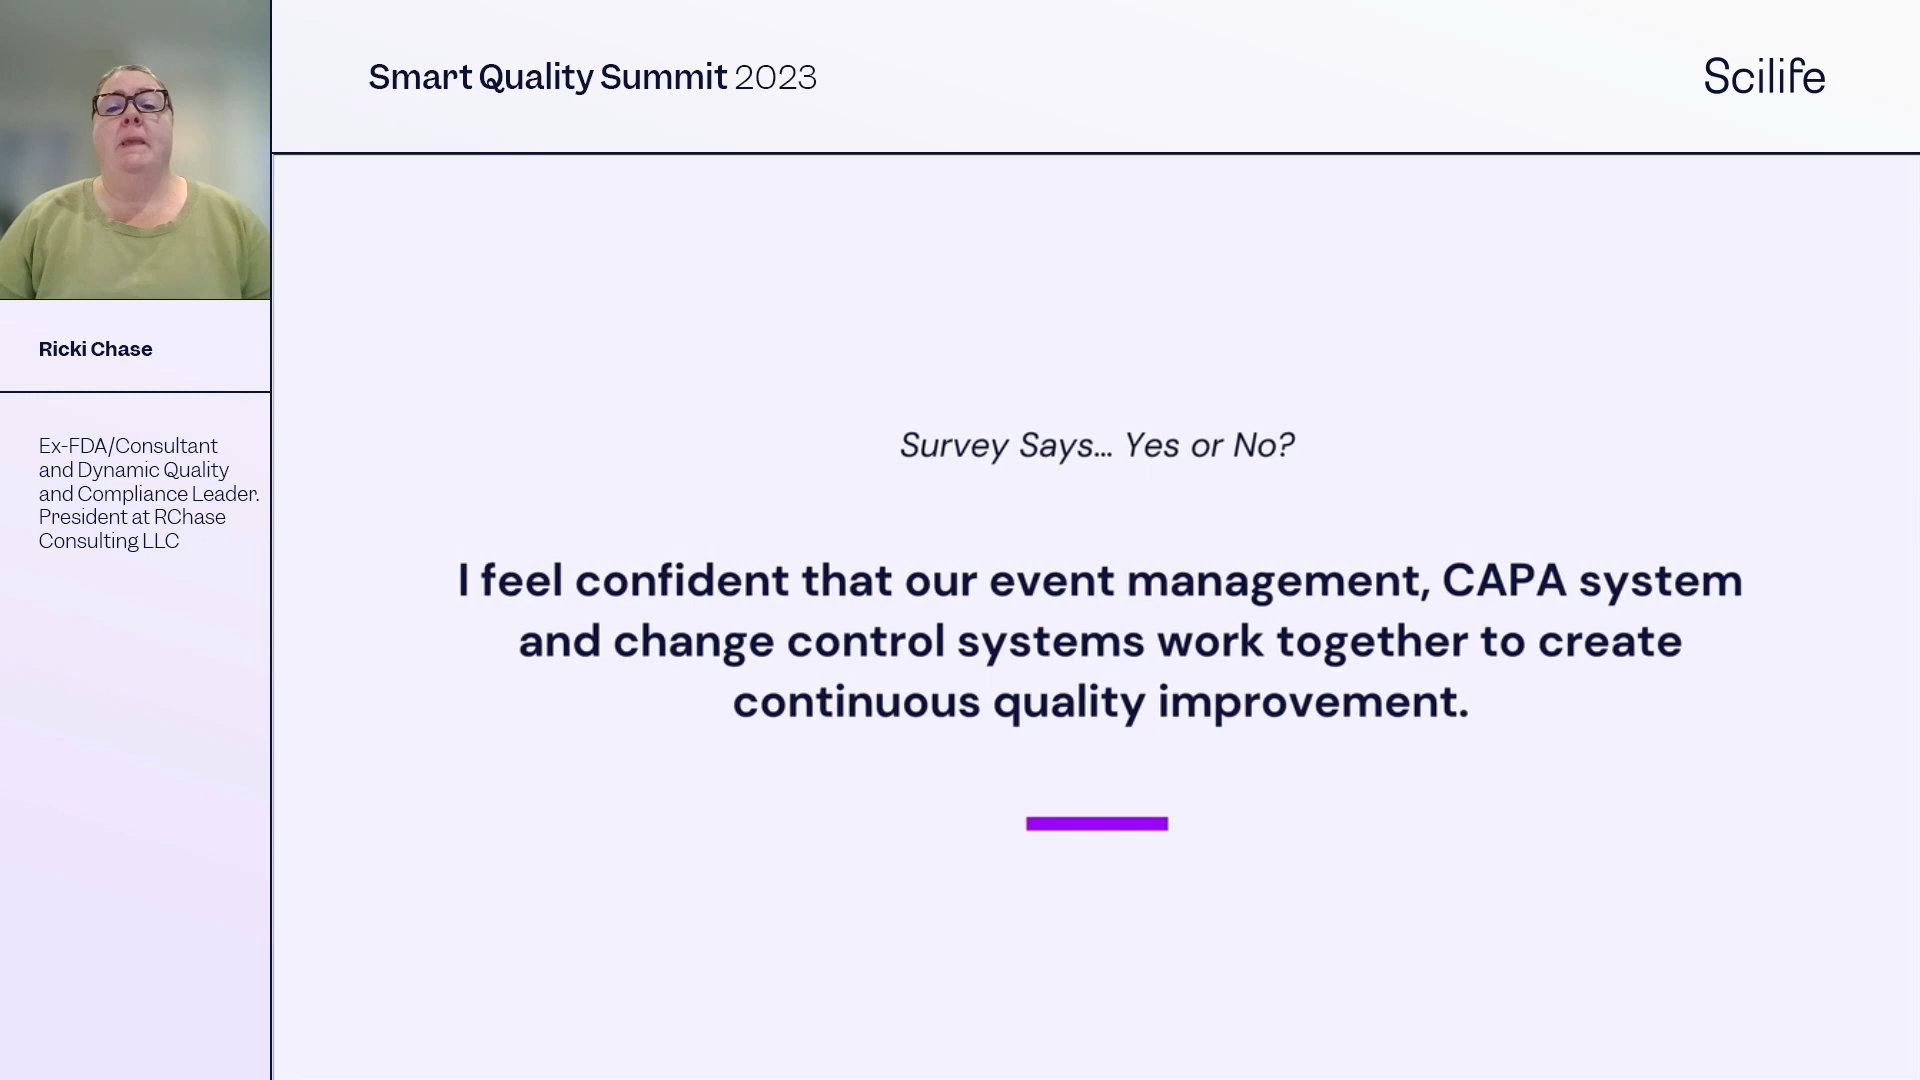 Smart Quality Summit 2023
Scilife
Ricki Chase
Ex-FDA/Consultant
and Dynamic Quality
and Compliance Leader.
President at RChase
Consulting LLC
Survey Says... Yes or No?
I feel confident that our event management, CAPA system
and change control systems work together to create
continuous quality improvement.